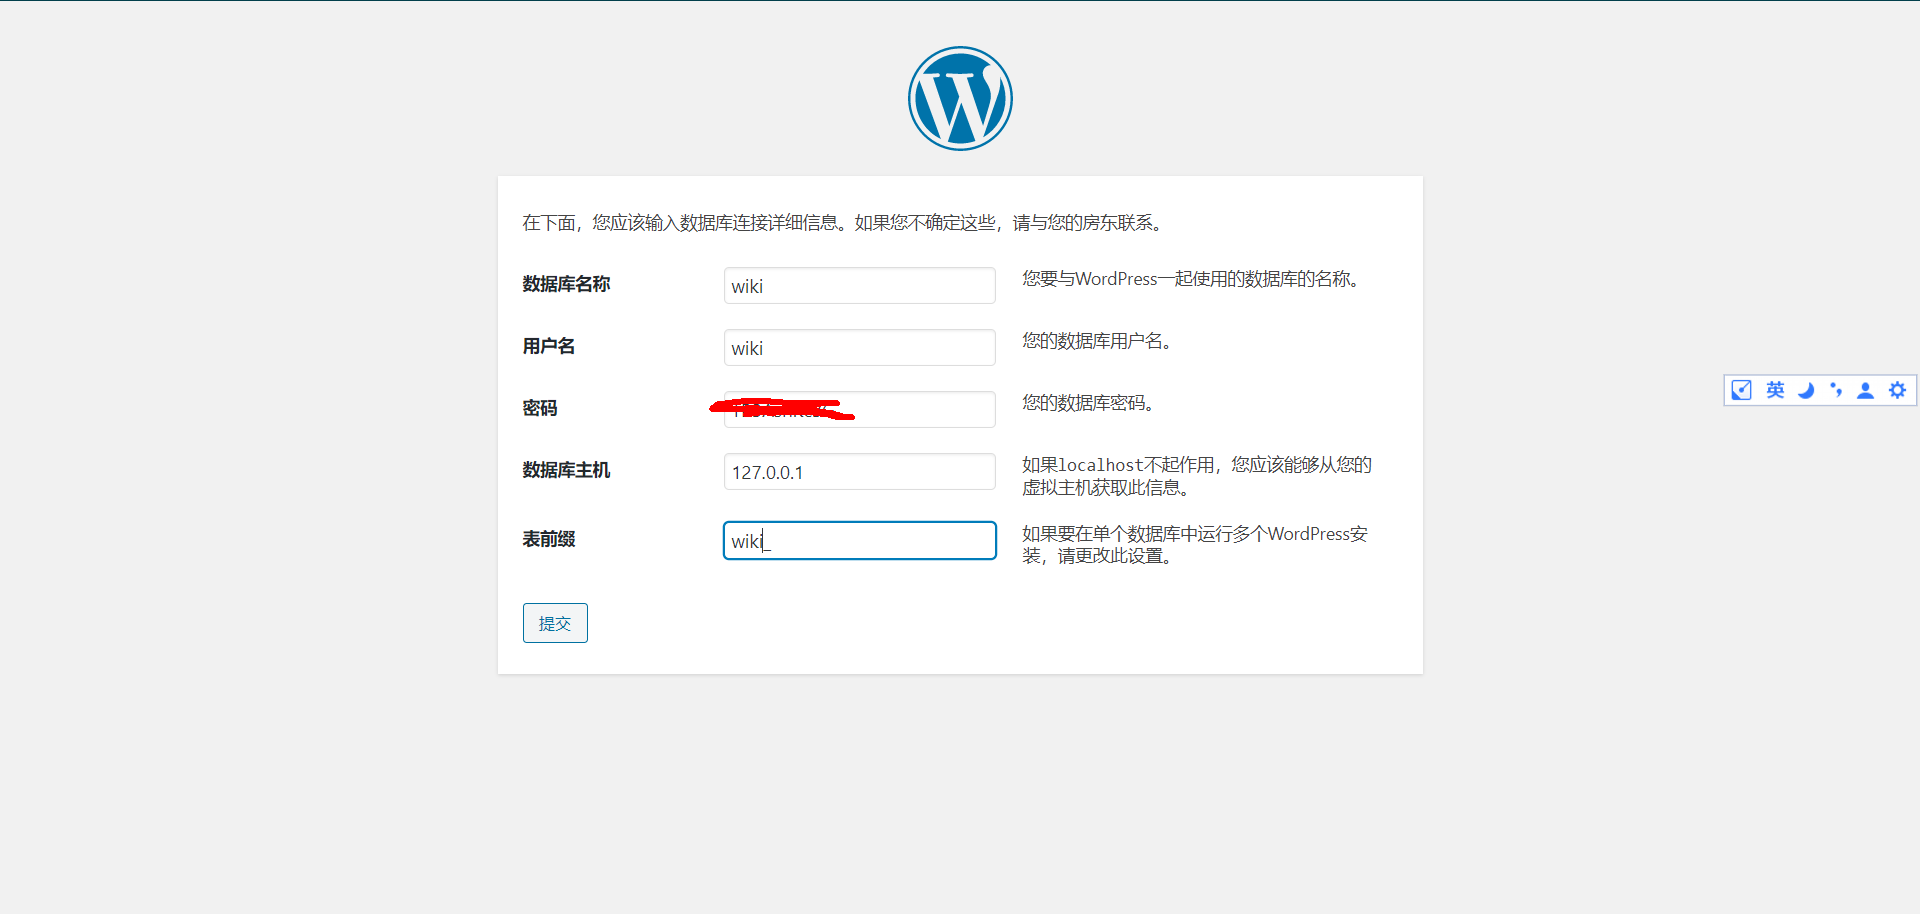 在下面，您应该输入数据库连接详细信息。如果您不确定这些，请与您的房东联系。
数据库名称
wiki
您要与WordPress一起使用的数据库的名称。
用户名
wiki
您的数据库用户名。
密码
您的数据库密码。
数据库主机
127.0.0.1
如果localhost不起作用，您应该能够从您的
虚拟主机获取此信息。
表前缀
wiki_
如果要在单个数据库中运行多个WordPress安
装，请更改此设置。
提交
英